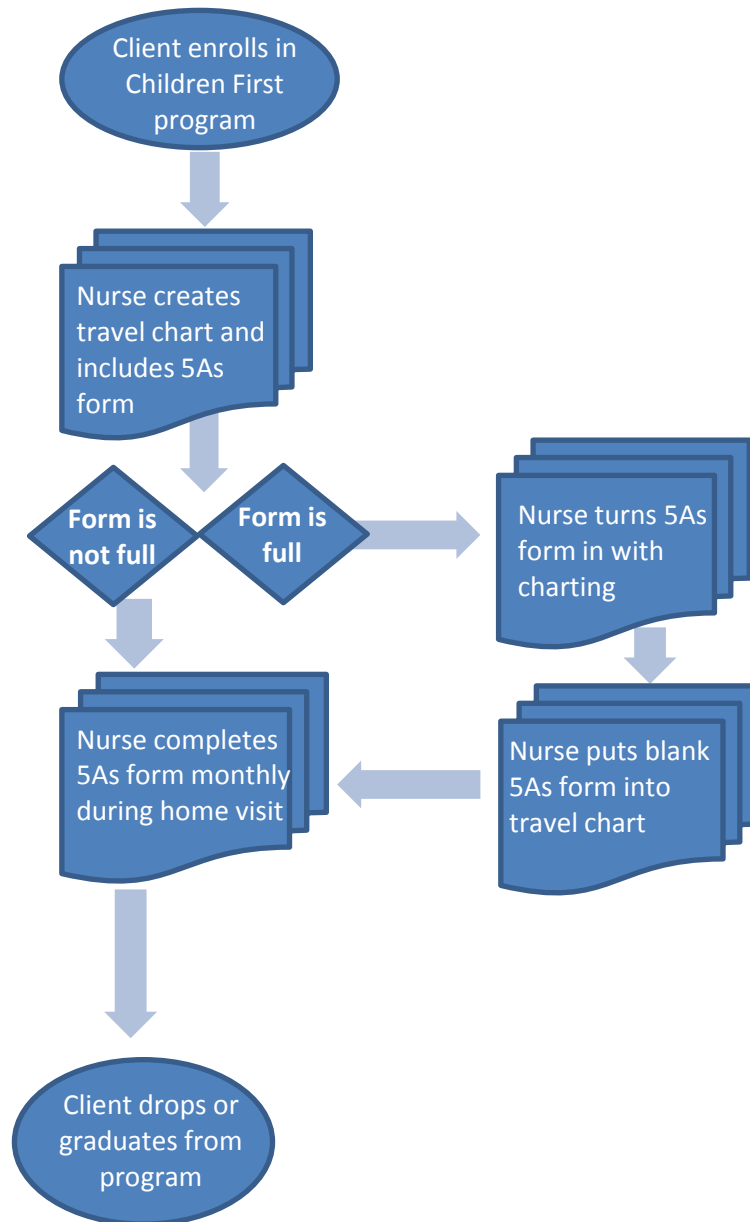 Client enrolls in
Children First
program
Nurse creates
travel chart and
includes 5As
form
Form is
not full
Form is
full
Nurse turns 5As
form in with
charting
Nurse completes
5As form monthly
during home visit
Nurse puts blank
5As form into
travel chart
Client drops or
graduates from
program